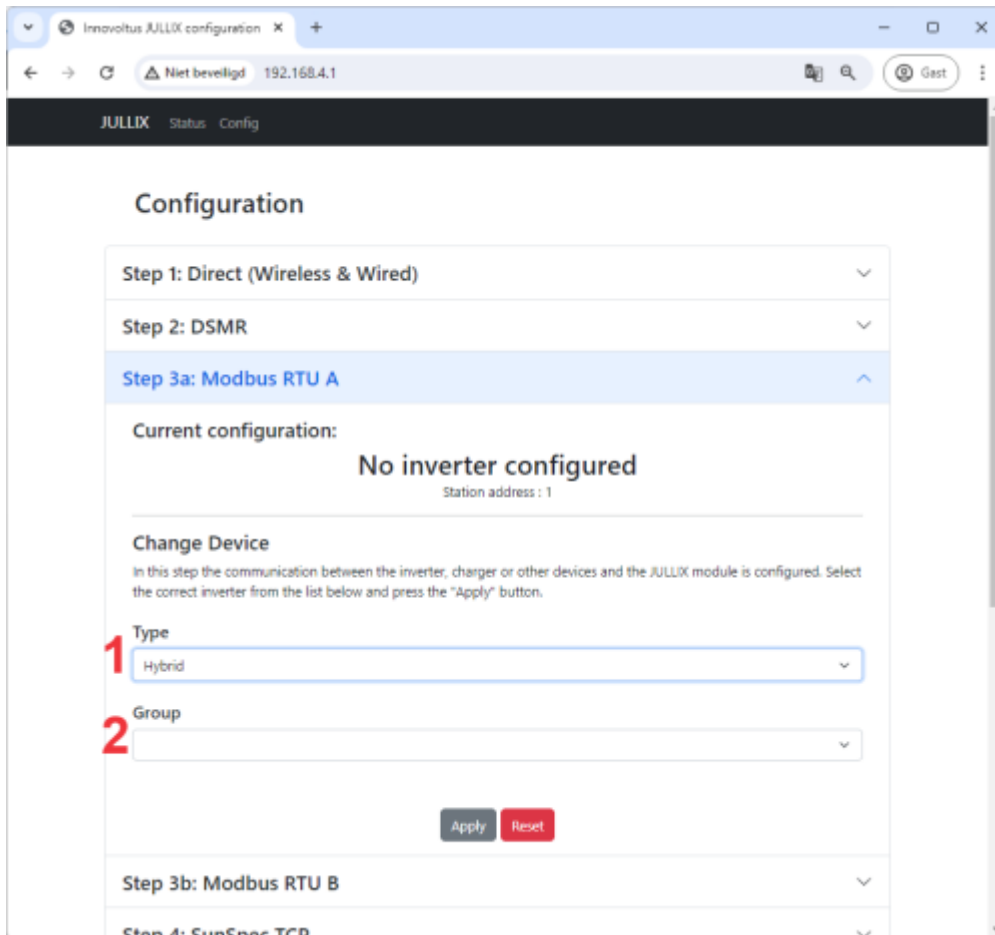 Innovoltus JULLIX configuration
Niet beveiligd 192.168.4.1
Gast
JULLIX Status Config
Configuration
Step 1: Direct (Wireless & Wired)
Step 2: DSMR
Step 3a: Modbus RTU A
Current configuration:
No inverter configured
Station address : 1
Change Device
In this step the communication between the inverter, charger or other devices and the JULLIX module is configured. Select
the correct inverter from the list below and press the "Apply" button.
Type
1
Hybrid
Group
2
Apply Reset
Step 3b: Modbus RTU B
Step 4: SunSpec TCP